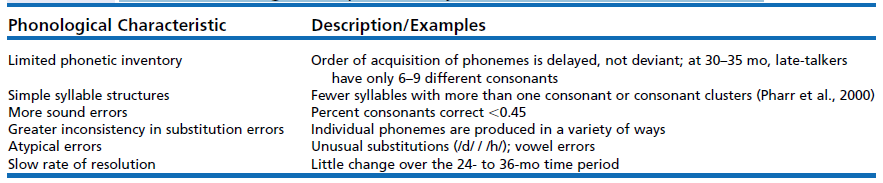 Phonological Characteristic Description/Examples
Limited phonetic inventory Order of acquisition of phonemes is delayed, not deviant; at 30–35 mo, late-talkers
have only 6–9 different consonants
Simple syllable structures Fewer syllables with more than one consonant or consonant clusters (Pharr et al., 2000)
More sound errors Percent consonants correct <0.45
Greater inconsistency in substitution errors Individual phonemes are produced in a variety of ways
Atypical errors Unusual substitutions (/d/ / /h/); vowel errors
Slow rate of resolution Little change over the 24- to 36-mo time period